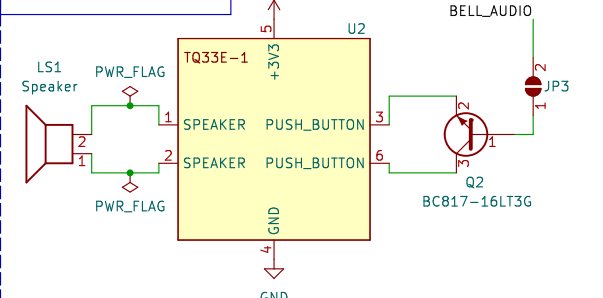 BELL_AUDIO
5
U2
LS1
Speaker
PWR_FLAG
TQ33E-1
+3V3
2
JP3
1
1
SPEAKER
PUSH_BUTTON
3
2
1
2
1
2
SPEAKER
PUSH_BUTTON
6
3
Q2
BC817-16LT3G
PWR_FLAG
GND
4
GND